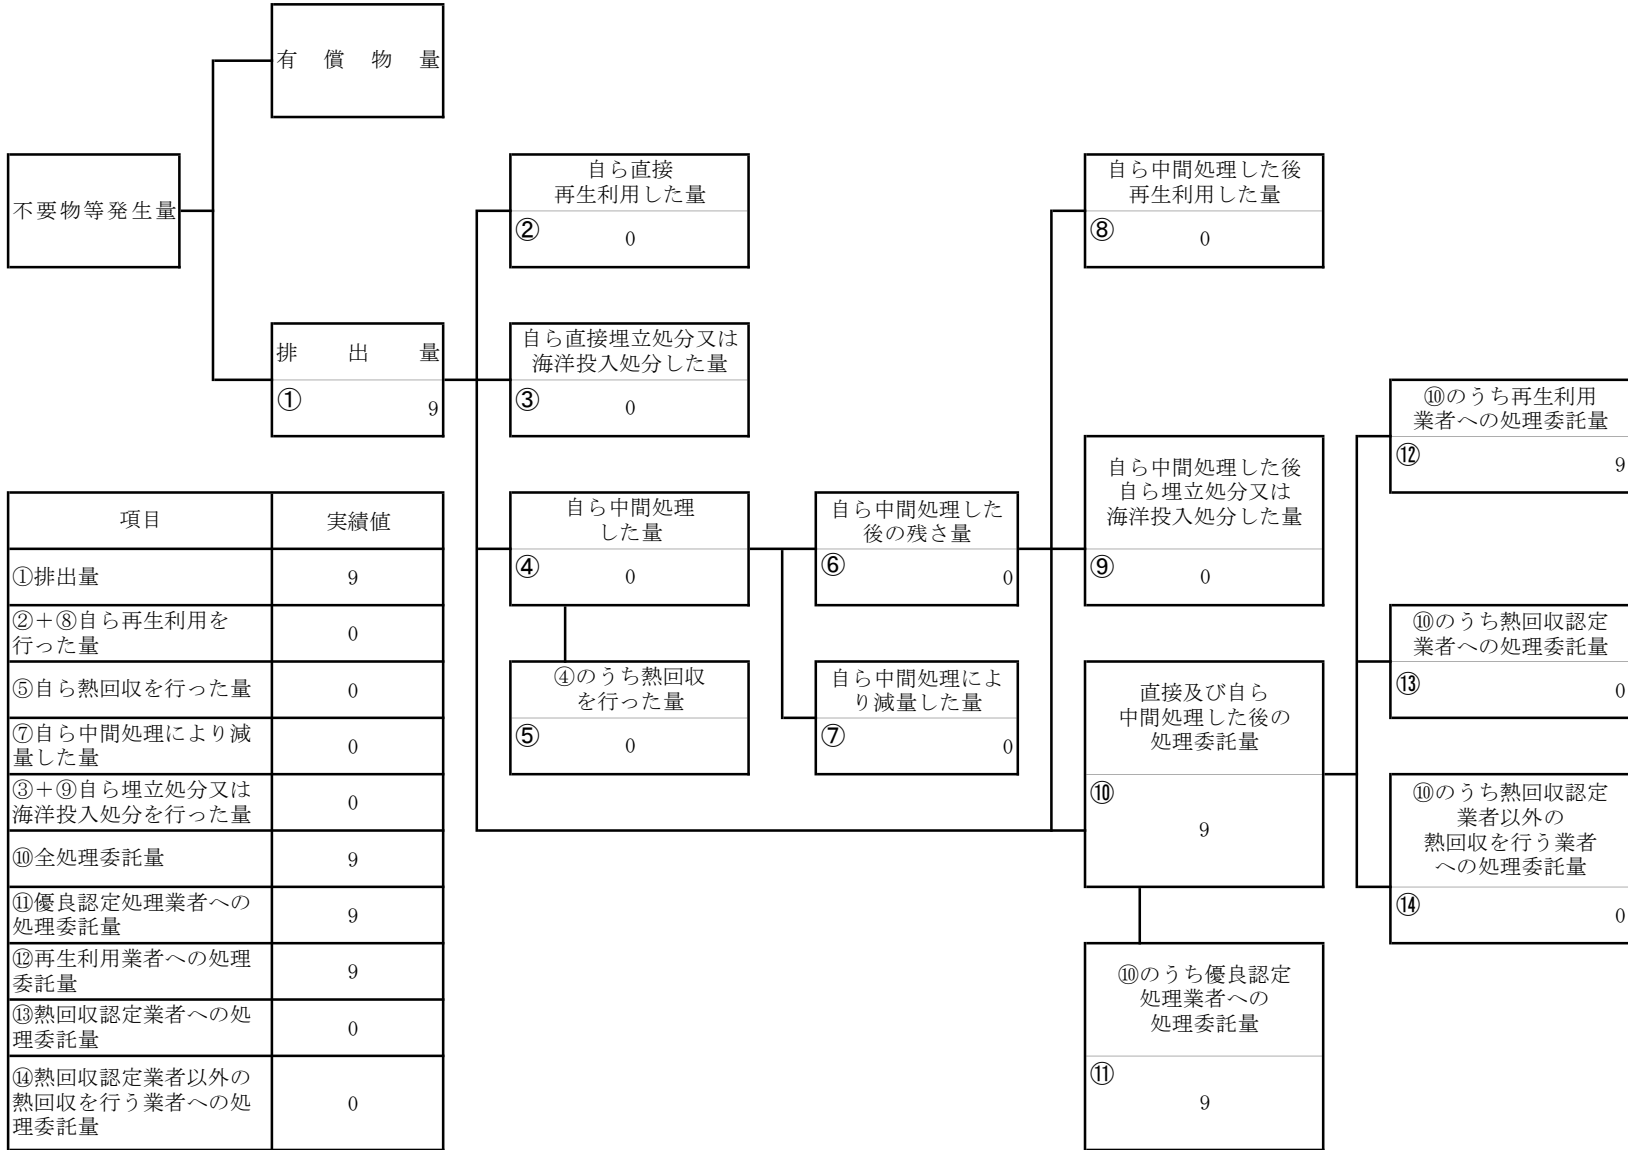 有償物量
不要物等発生量
排出量
①
9
自ら直接
再生利用した量
②
0
自ら直接埋立処分又は
海洋投入処分した量
③
0
自ら中間処理
した量
④
0
④のうち熱回収
を行った量
⑤
0
自ら中間処理した
後の残さ量
⑥
0
自ら中間処理によ
り減量した量
⑦
0
自ら中間処理した後
再生利用した量
⑧
0
自ら中間処理した後
自ら埋立処分又は
海洋投入処分した量
⑨
0
直接及び自ら
中間処理した後の
処理委託量
⑩
9
⑩のうち優良認定
処理業者への
処理委託量
⑪
9
⑩のうち再生利用
業者への処理委託量
⑫
9
⑩のうち熱回収認定
業者への処理委託量
⑬
0
⑩のうち熱回収認定
業者以外の
熱回収を行う業者
への処理委託量
⑭
0
項目 実績値
①排出量 9
②+⑧自ら再生利用を
行った量 0
⑤自ら熱回収を行った量 0
⑦自ら中間処理により減
量した量 0
③+⑨自ら埋立処分又は
海洋投入処分を行った量 0
⑩全処理委託量 9
⑪優良認定処理業者への
処理委託量 9
⑫再生利用業者への処理
委託量 9
⑬熱回収認定業者への処
理委託量 0
⑭熱回収認定業者以外の
熱回収を行う業者への処 0
理委託量